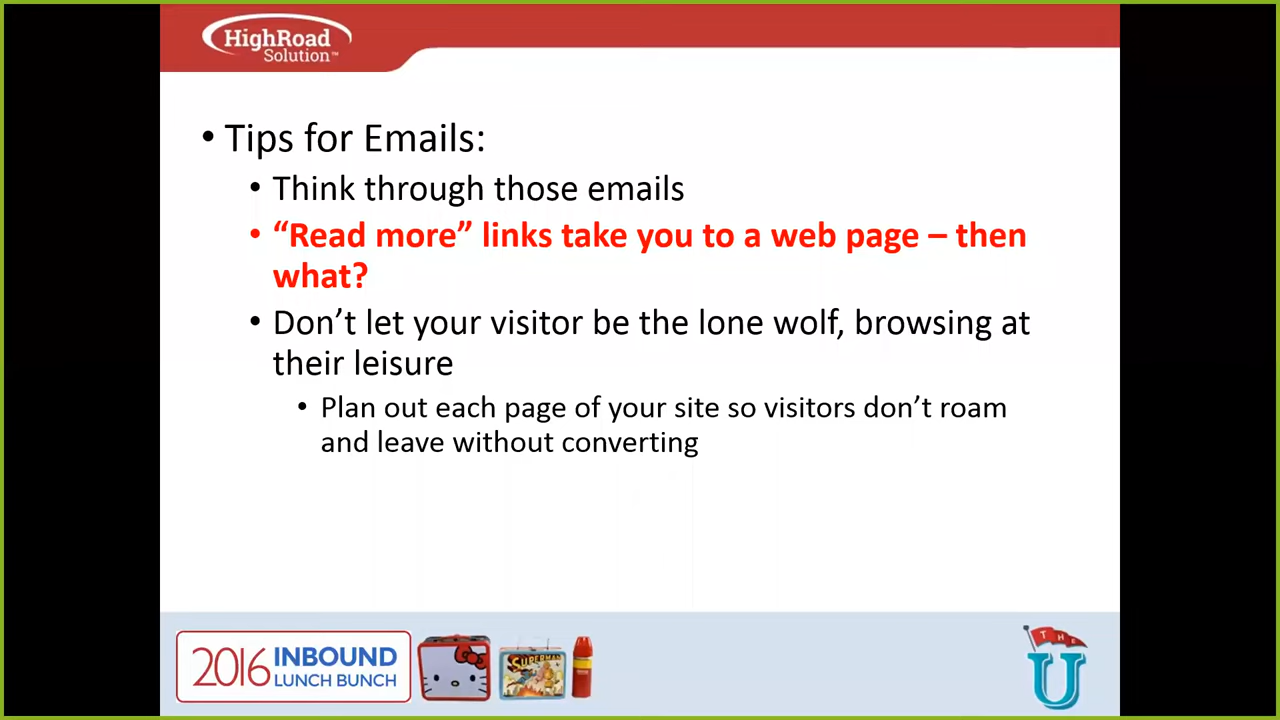 HighRoad
Solution™
• Tips for Emails:
• Think through those emails
• “Read more” links take you to a web page – then
what?
• Don’t let your visitor be the lone wolf, browsing at
their leisure
• Plan out each page of your site so visitors don’t roam
and leave without converting
2016 INBOUND
LUNCH BUNCH
SUPERMAN
THE
U